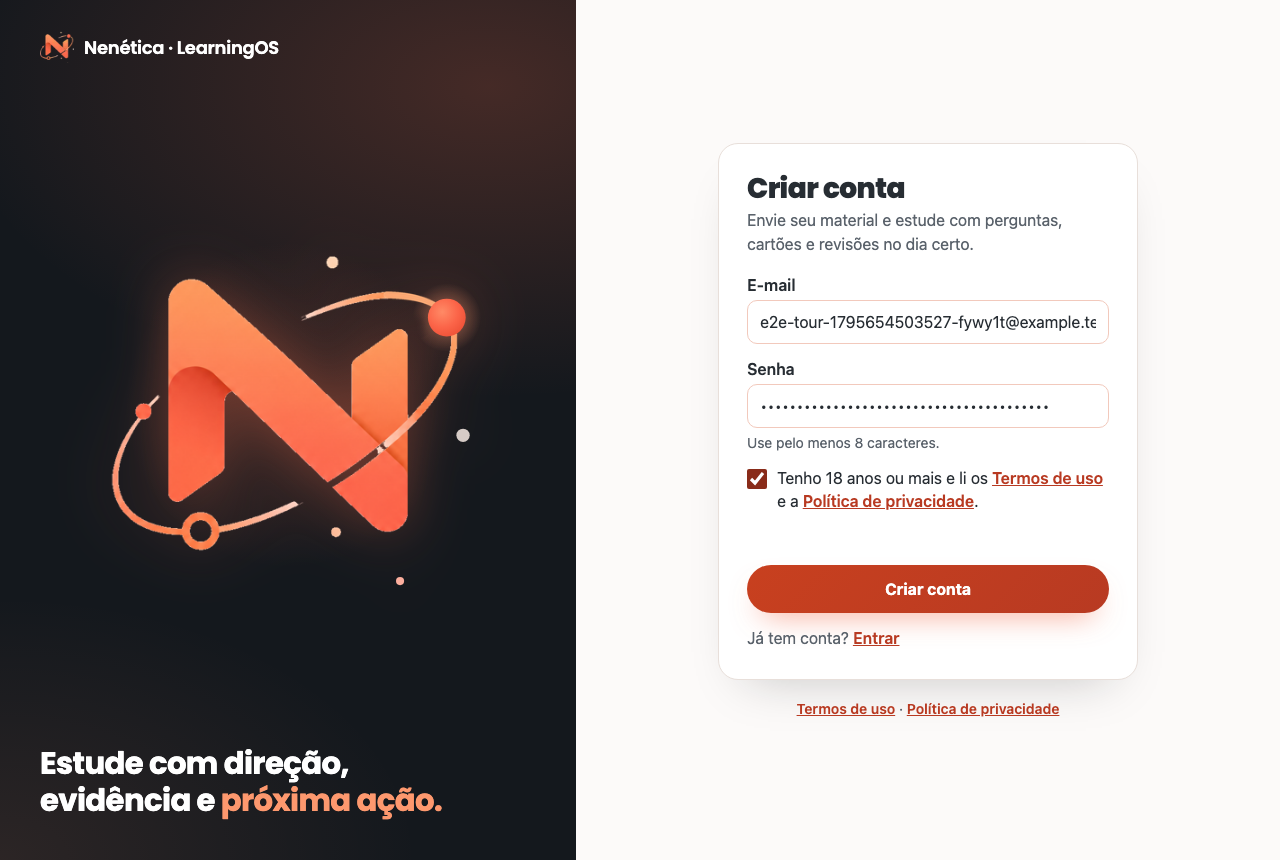 Nenética · LearningOS
Estude com direção,
evidência e próxima ação.
Criar conta
Envie seu material e estude com perguntas,
cartões e revisões no dia certo.
E-mail
e2e-tour-1795654503527-fywy1t@example.te
Senha
Use pelo menos 8 caracteres.
Tenho 18 anos ou mais e li os Termos de uso
e a Política de privacidade.
Criar conta
Já tem conta? Entrar
Termos de uso · Política de privacidade